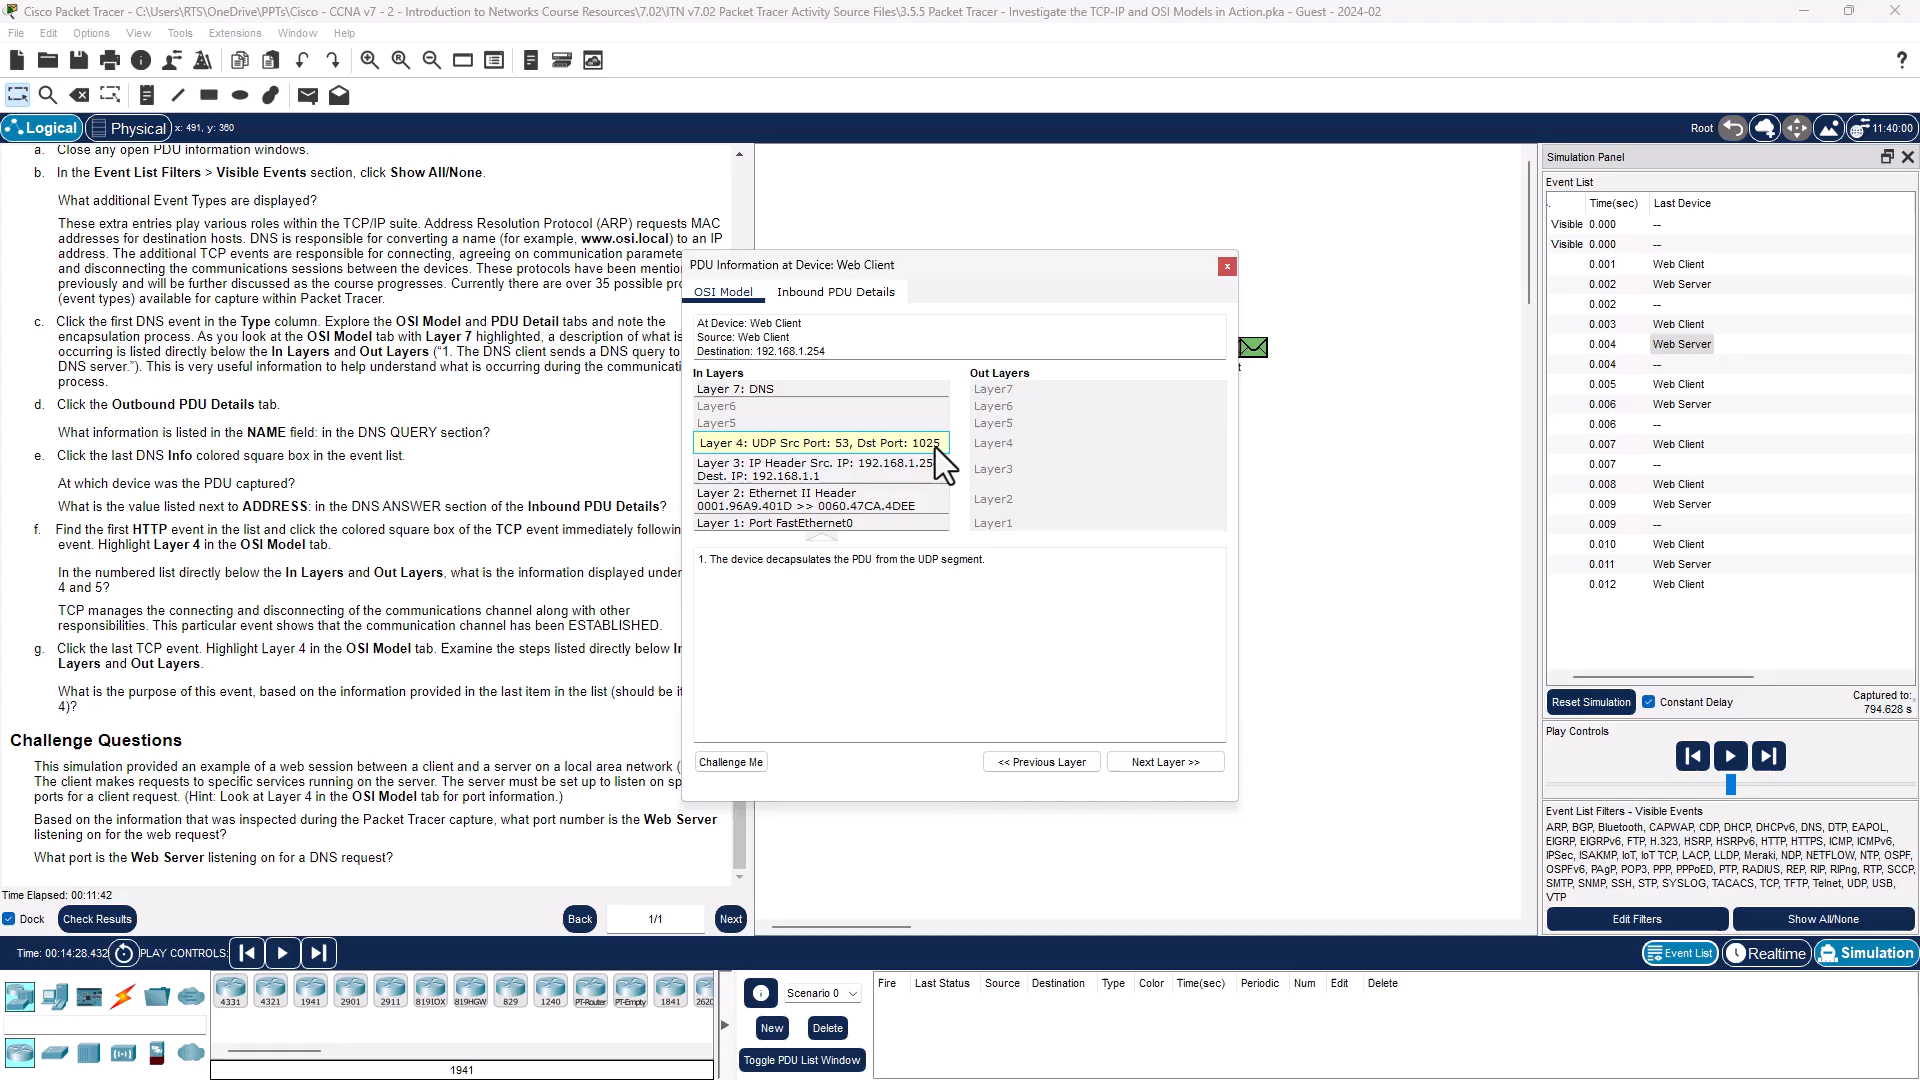 Cisco Packet Tracer - C:\Users\RTS\OneDrive\PPTs\Cisco - CCNA v7 - 2 - Introduction to Networks Course Resources\7.02\ITN v7.02 Packet Tracer Activity Source Files\3.5.5 Packet Tracer - Investigate the TCP-IP and OSI Models in Action.pka - Guest - 2024-02
File Edit Options View Tools Extensions Window Help
Logical Physical x: 491, y: 360
Root 11:40:00
a. Close any open PDU information windows.
b. In the Event List Filters > Visible Events section, click Show All/None.
What additional Event Types are displayed?
These extra entries play various roles within the TCP/IP suite. Address Resolution Protocol (ARP) requests MAC
addresses for destination hosts. DNS is responsible for converting a name (for example, www.osi.local) to an IP
address. The additional TCP events are responsible for connecting, agreeing on communication paramete
and disconnecting the communications sessions between the devices. These protocols have been mentio
previously and will be further discussed as the course progresses. Currently there are over 35 possible pro
(event types) available for capture within Packet Tracer.
c. Click the first DNS event in the Type column. Explore the OSI Model and PDU Detail tabs and note the
encapsulation process. As you look at the OSI Model tab with Layer 7 highlighted, a description of what is
occurring is listed directly below the In Layers and Out Layers (“1. The DNS client sends a DNS query to
DNS server.”). This is very useful information to help understand what is occurring during the communicati
process.
d. Click the Outbound PDU Details tab.
What information is listed in the NAME field: in the DNS QUERY section?
e. Click the last DNS Info colored square box in the event list.
At which device was the PDU captured?
What is the value listed next to ADDRESS: in the DNS ANSWER section of the Inbound PDU Details?
f. Find the first HTTP event in the list and click the colored square box of the TCP event immediately followin
event. Highlight Layer 4 in the OSI Model tab.
In the numbered list directly below the In Layers and Out Layers, what is the information displayed under
4 and 5?
TCP manages the connecting and disconnecting of the communications channel along with other
responsibilities. This particular event shows that the communication channel has been ESTABLISHED.
g. Click the last TCP event. Highlight Layer 4 in the OSI Model tab. Examine the steps listed directly below In
Layers and Out Layers.
What is the purpose of this event, based on the information provided in the last item in the list (should be it
4)?
Challenge Questions
This simulation provided an example of a web session between a client and a server on a local area network (
The client makes requests to specific services running on the server. The server must be set up to listen on sp
ports for a client request. (Hint: Look at Layer 4 in the OSI Model tab for port information.)
Based on the information that was inspected during the Packet Tracer capture, what port number is the Web Server
listening on for the web request?
What port is the Web Server listening on for a DNS request?
Time Elapsed: 00:11:42
Dock Check Results Back 1/1 Next
PDU Information at Device: Web Client
OSI Model Inbound PDU Details
At Device: Web Client
Source: Web Client
Destination: 192.168.1.254
In Layers Out Layers
Layer 7: DNS Layer7
Layer6 Layer6
Layer5 Layer5
Layer 4: UDP Src Port: 53, Dst Port: 1025 Layer4
Layer 3: IP Header Src. IP: 192.168.1.25
Dest. IP: 192.168.1.1 Layer3
Layer 2: Ethernet II Header
0001.96A9.401D >> 0060.47CA.4DEE Layer2
Layer 1: Port FastEthernet0 Layer1
1. The device decapsulates the PDU from the UDP segment.
Challenge Me << Previous Layer Next Layer >>
t
Simulation Panel
Event List
. Time(sec) Last Device
Visible 0.000 --
Visible 0.000 --
0.001 Web Client
0.002 Web Server
0.002 --
0.003 Web Client
0.004 Web Server
0.004 --
0.005 Web Client
0.006 Web Server
0.006 --
0.007 Web Client
0.007 --
0.008 Web Client
0.009 Web Server
0.009 --
0.010 Web Client
0.011 Web Server
0.012 Web Client
Reset Simulation Constant Delay Captured to:
794.628 s
Play Controls
Event List Filters - Visible Events
ARP, BGP, Bluetooth, CAPWAP, CDP, DHCP, DHCPv6, DNS, DTP, EAPOL,
EIGRP, EIGRPv6, FTP, H.323, HSRP, HSRPv6, HTTP, HTTPS, ICMP, ICMPv6,
IPSec, ISAKMP, IoT, IoT TCP, LACP, LLDP, Meraki, NDP, NETFLOW, NTP, OSPF,
OSPFv6, PAgP, POP3, PPP, PPPoED, PTP, RADIUS, REP, RIP, RIPng, RTP, SCCP,
SMTP, SNMP, SSH, STP, SYSLOG, TACACS, TCP, TFTP, Telnet, UDP, USB,
VTP
Edit Filters Show All/None
Time: 00:14:28.432 PLAY CONTROLS:
Event List Realtime Simulation
4331 4321 1941 2901 2911 819IOX 819HGW 829 1240 PT-Router PT-Empty 1841 2620
1941
Scenario 0
New Delete
Toggle PDU List Window
Fire Last Status Source Destination Type Color Time(sec) Periodic Num Edit Delete